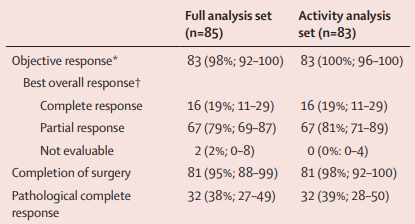 Full analysis set Activity analysis
(n=85) set (n=83)
Objective response* 83 (98%; 92–100) 83 (100%; 96–100)
Best overall response†
Complete response 16 (19%; 11–29) 16 (19%; 11–29)
Partial response 67 (79%; 69–87) 67 (81%; 71–89)
Not evaluable 2 (2%; 0–8) 0 (0%: 0–4)
Completion of surgery 81 (95%; 88–99) 81 (98%; 92–100)
Pathological complete 32 (38%; 27–49) 32 (39%; 28–50)
response